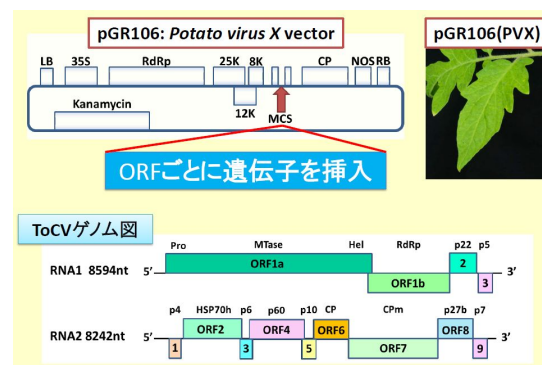 pGR106: Potato virus X vector
pGR106(PVX)
LB 35S RdRp 25K 8K CP NOS RB
Kanamycin 12K MCS
ORFごとに遺伝子を挿入
ToCVゲノム図
Pro MTase Hel RdRp p22 p5
RNA1 8594nt 5′ ORF1a ORF1b 2 3 3′
p4 HSP70h p6 p60 p10 CP CPm p27b p7
RNA2 8242nt 5′ 1 ORF2 3 ORF4 5 ORF6 ORF7 ORF8 9 3′